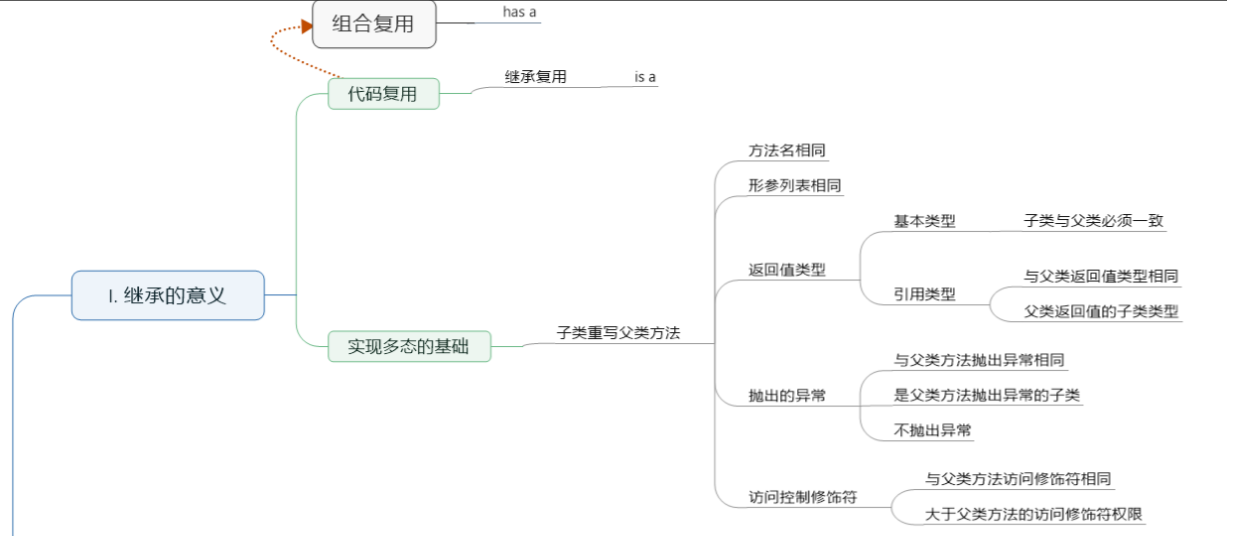 组合复用
has a
代码复用
继承复用
is a
I. 继承的意义
实现多态的基础
子类重写父类方法
方法名相同
形参列表相同
返回值类型
基本类型
子类与父类必须一致
引用类型
与父类返回值类型相同
父类返回值的子类类型
抛出的异常
与父类方法抛出异常相同
是父类方法抛出异常的子类
不抛出异常
访问控制修饰符
与父类方法访问修饰符相同
大于父类方法的访问修饰符权限